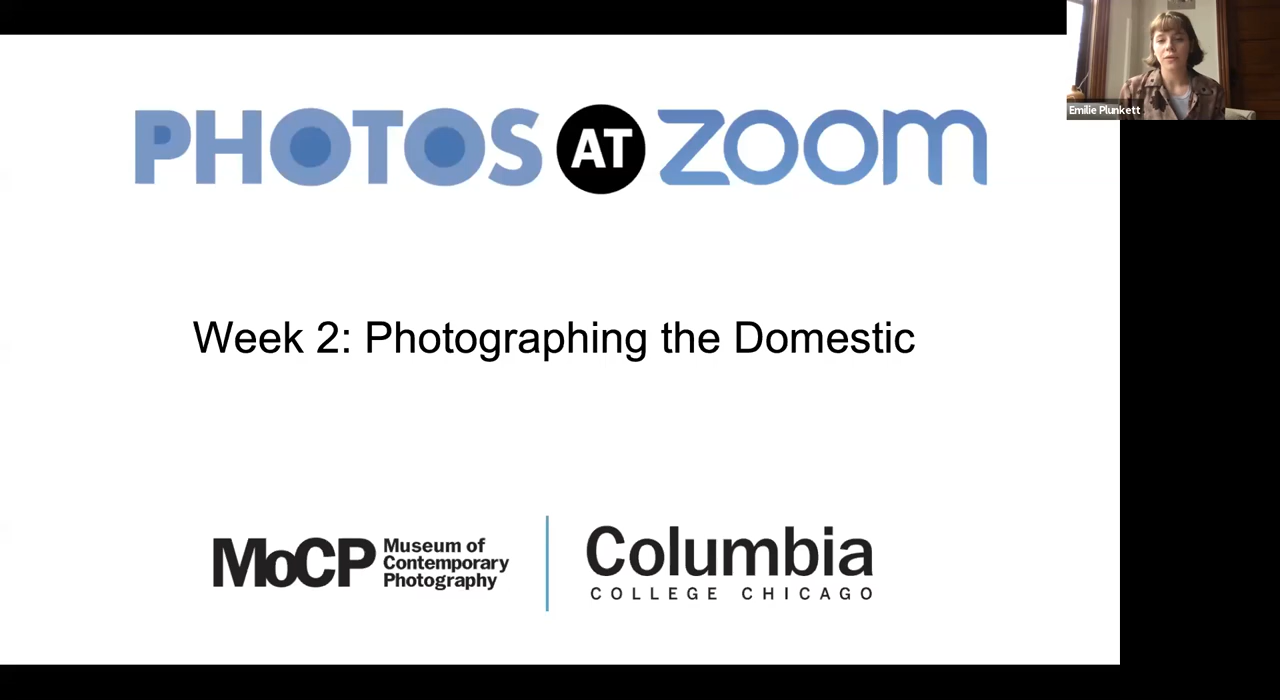 Emilie Plunkett
PHOTOS AT zoom
Week 2: Photographing the Domestic
MoCP Museum of
Contemporary
Photography
Columbia
COLLEGE CHICAGO